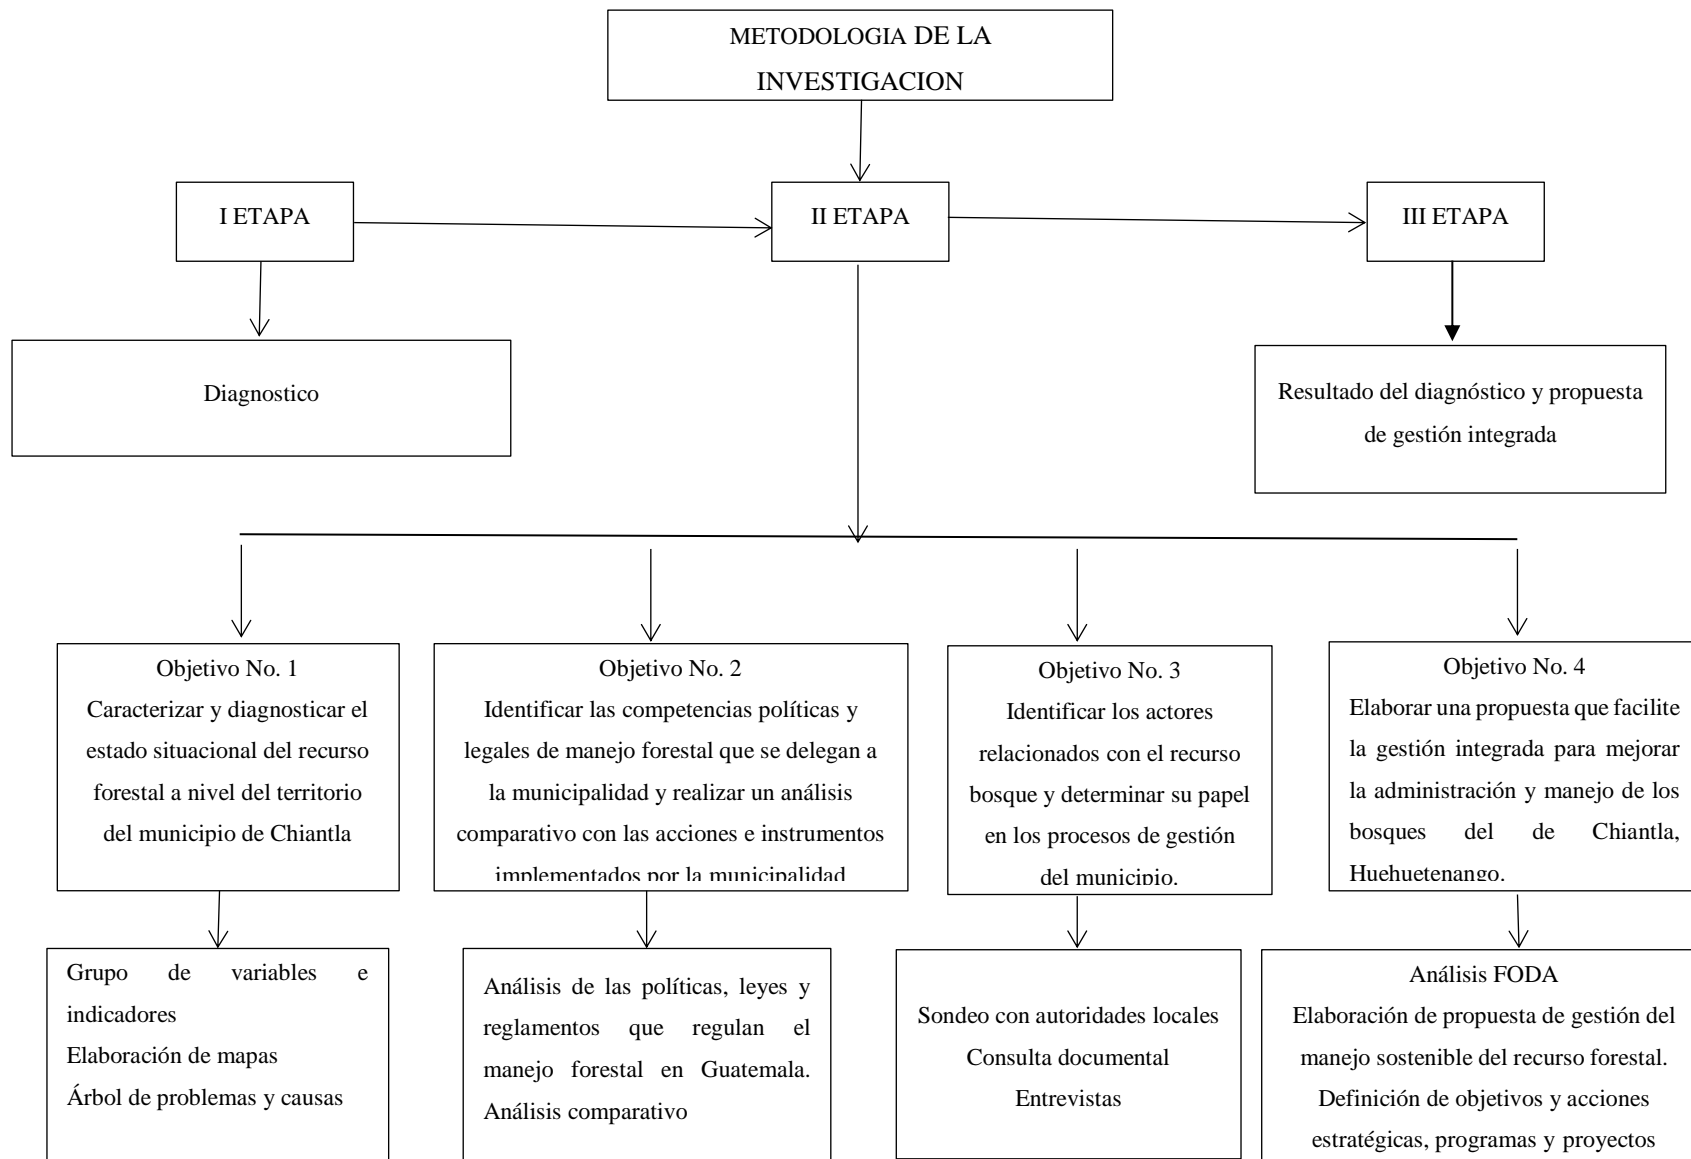 METODOLOGIA DE LA
INVESTIGACION
I ETAPA
II ETAPA
III ETAPA
Diagnostico
Resultado del diagnóstico y propuesta
de gestión integrada
Objetivo No. 1
Caracterizar y diagnosticar el
estado situacional del recurso
forestal a nivel del territorio
del municipio de Chiantla
Objetivo No. 2
Identificar las competencias políticas y
legales de manejo forestal que se delegan a
la municipalidad y realizar un análisis
comparativo con las acciones e instrumentos
implementados por la municipalidad
Objetivo No. 3
Identificar los actores
relacionados con el recurso
bosque y determinar su papel
en los procesos de gestión
del municipio.
Objetivo No. 4
Elaborar una propuesta que facilite
la gestión integrada para mejorar
la administración y manejo de los
bosques del de Chiantla,
Huehuetenango.
Grupo de variables e
indicadores
Elaboración de mapas
Árbol de problemas y causas
Análisis de las políticas, leyes y
reglamentos que regulan el
manejo forestal en Guatemala.
Análisis comparativo
Sondeo con autoridades locales
Consulta documental
Entrevistas
Análisis FODA
Elaboración de propuesta de gestión del
manejo sostenible del recurso forestal.
Definición de objetivos y acciones
estratégicas, programas y proyectos